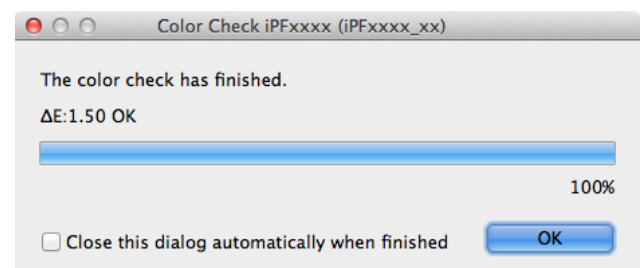 Color Check iPFxxxx (iPFxxxx_xx)
The color check has finished.
ΔE:1.50 OK
100%
Close this dialog automatically when finished
OK